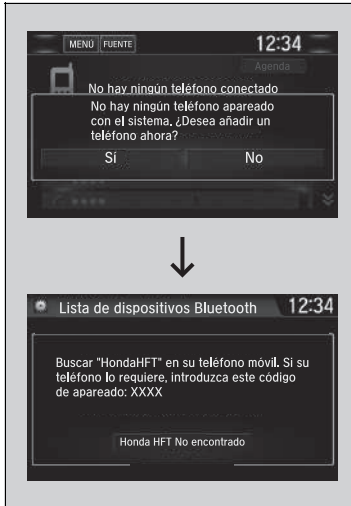 MENÚ FUENTE 12:34
Agenda
No hay ningún teléfono conectado
No hay ningún teléfono apareado
con el sistema. ¿Desea añadir un
teléfono ahora?
Sí No
Lista de dispositivos Bluetooth 12:34
Buscar "HondaHFT" en su teléfono móvil. Si su
teléfono lo requiere, introduzca este código
de apareado: XXXX
Honda HFT No encontrado